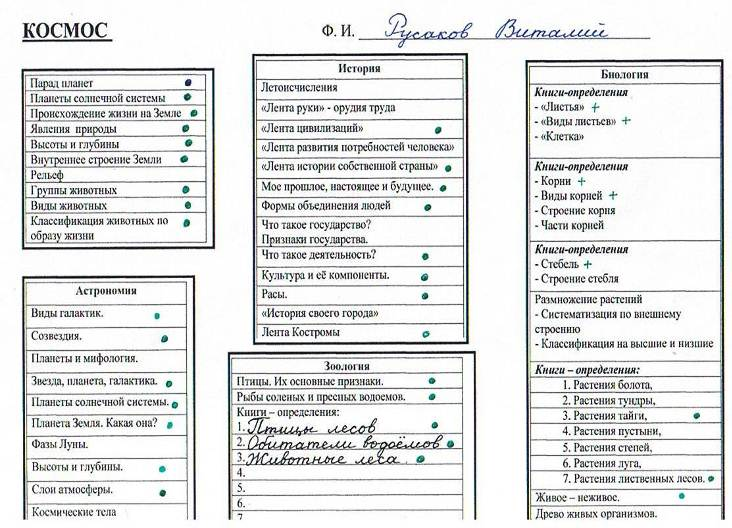 КОСМОС
Ф. И. Русаков Виталий
Парад планет
Планеты солнечной системы
Происхождение жизни на Земле
Явления природы
Высоты и глубины
Внутреннее строение Земли
Рельеф
Группы животных
Виды животных
Классификация животных по
образу жизни
Астрономия
Виды галактик.
Созвездия.
Планеты и мифология.
Звезда, планета, галактика.
Планеты солнечной системы.
Планета Земля. Какая она?
Фазы Луны.
Высоты и глубины.
Слои атмосферы.
Космические тела
История
Летоисчисления
«Лента руки» - орудия труда
«Лента цивилизаций»
«Лента развития потребностей человека»
«Лента истории собственной страны»
Мое прошлое, настоящее и будущее.
Формы объединения людей
Что такое государство?
Признаки государства.
Что такое деятельность?
Культура и её компоненты.
Расы.
«История своего города»
Лента Костромы
Зоология
Птицы. Их основные признаки.
Рыбы соленых и пресных водоемов.
Книги – определения:
1. Птицы лесов
2. Обитатели водоёмов
3. Животные леса
4.
5.
6.
7.
Биология
Книги-определения
- «Листья» +
- «Виды листьев» +
- «Клетка»
Книги-определения
- Корни +
- Виды корней +
- Строение корня
- Части корней
Книги-определения
- Стебель +
- Строение стебля
Размножение растений
- Систематизация по внешнему
строению
- Классификация на высшие и низшие
Книги – определения:
1. Растения болота,
2. Растения тундры,
3. Растения тайги,
4. Растения пустыни,
5. Растения степей,
6. Растения луга,
7. Растения лиственных лесов.
Живое – неживое.
Древо живых организмов.